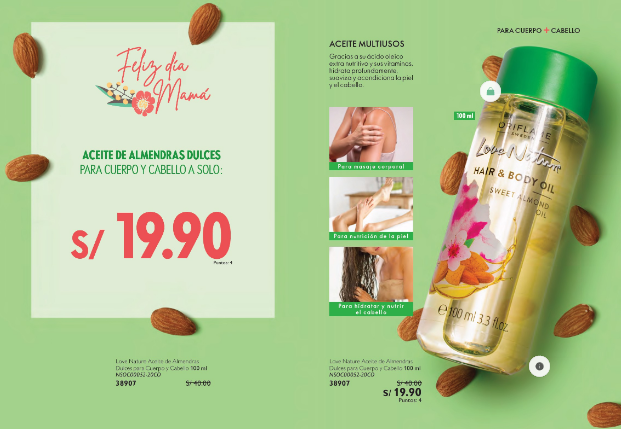 Feliz día
Mamá
ACEITE DE ALMENDRAS DULCES
PARA CUERPO Y CABELLO A SOLO:
S/ 19.90
Puntos: 4
Love Nature Aceite de Almendras
Dulces para Cuerpo y Cabello 100 ml
NSOC00052-20CO
38907 S/ 40.00
PARA CUERPO + CABELLO
ACEITE MULTIUSOS
Gracias a su ácido oleico
extra nutritivo y sus vitaminas,
hidrata profundamente,
suaviza y acondiciona la piel
y el cabello.
Para masaje corporal
Para nutrición de la piel
Para hidratar y nutrir
el cabello
100 ml
ORIFLAME
SWEDEN
Love Nature
HAIR & BODY OIL
SWEET ALMOND
OIL
e 100 ml 3.3 fl.oz.
Love Nature Aceite de Almendras
Dulces para Cuerpo y Cabello 100 ml
NSOC00052-20CO
38907 S/ 40.00
S/ 19.90
Puntos: 4